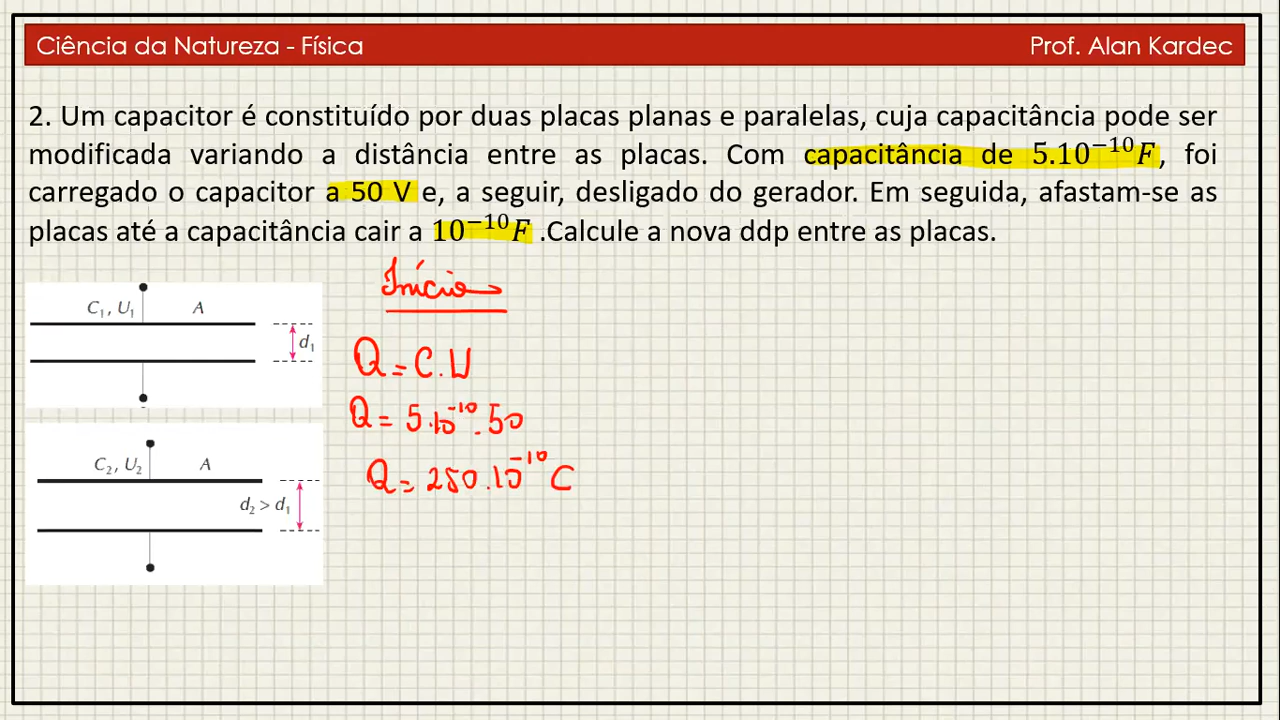 Ciência da Natureza - Física Prof. Alan Kardec
2. Um capacitor é constituído por duas placas planas e paralelas, cuja capacitância pode ser
modificada variando a distância entre as placas. Com capacitância de 5.10⁻¹⁰F, foi
carregado o capacitor a 50 V e, a seguir, desligado do gerador. Em seguida, afastam-se as
placas até a capacitância cair a 10⁻¹⁰F .Calcule a nova ddp entre as placas.
Início
C₁, U₁ A
d₁
Q = C.U
Q = 5.10⁻¹⁰.50
C₂, U₂ A
Q = 250.10⁻¹⁰ C
d₂ > d₁